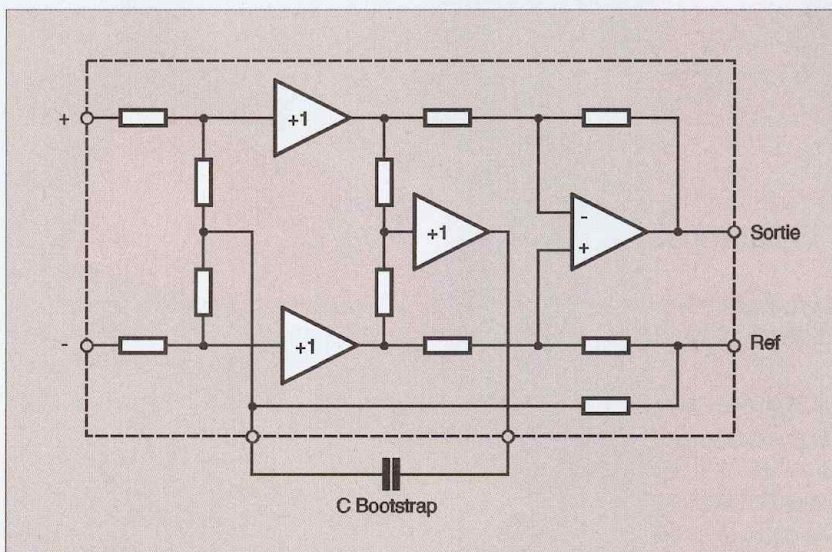 +
+1
+1
-
+
Sortie
-
+1
Ref
C Bootstrap